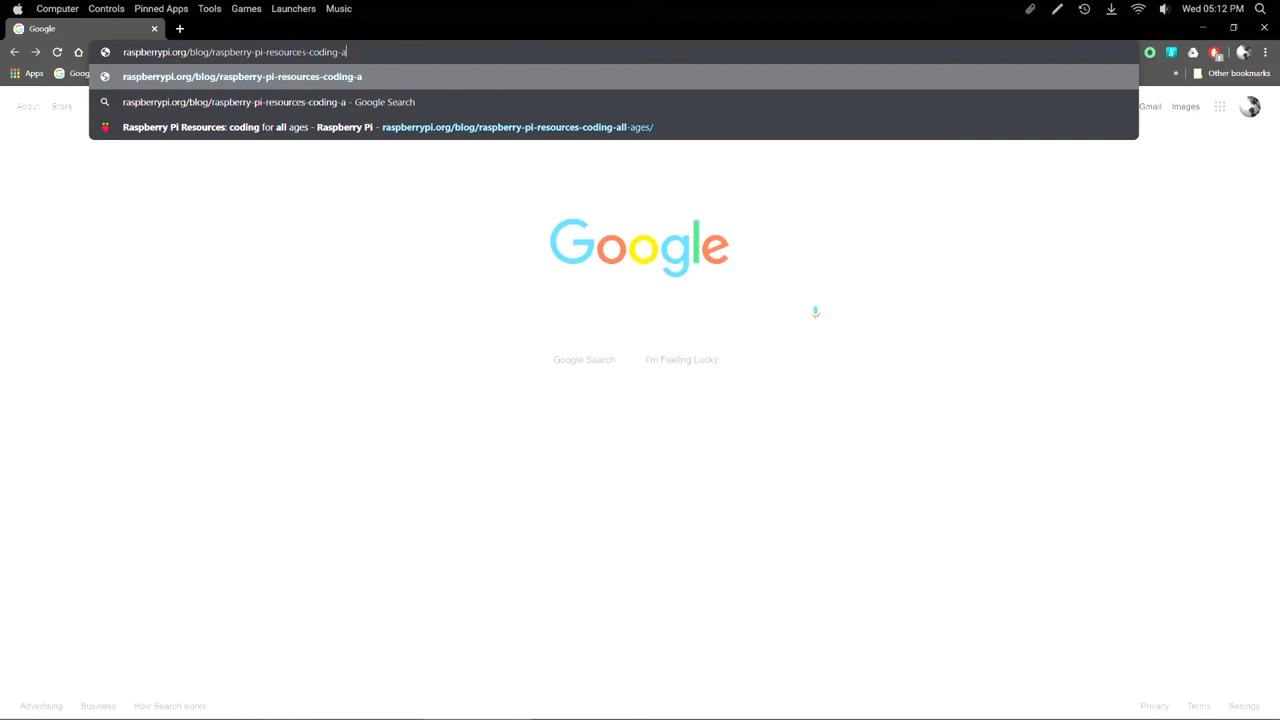 Computer Controls Pinned Apps Tools Games Launchers Music Wed 05:12 PM
Google
raspberrypi.org/blog/raspberry-pi-resources-coding-a
Apps Goog Other bookmarks
raspberrypi.org/blog/raspberry-pi-resources-coding-a
raspberrypi.org/blog/raspberry-pi-resources-coding-a - Google Search
Raspberry Pi Resources: coding for all ages - Raspberry Pi - raspberrypi.org/blog/raspberry-pi-resources-coding-all-ages/
About Store Gmail Images
Google
Google Search I'm Feeling Lucky
Advertising Business How Search works Privacy Terms Settings